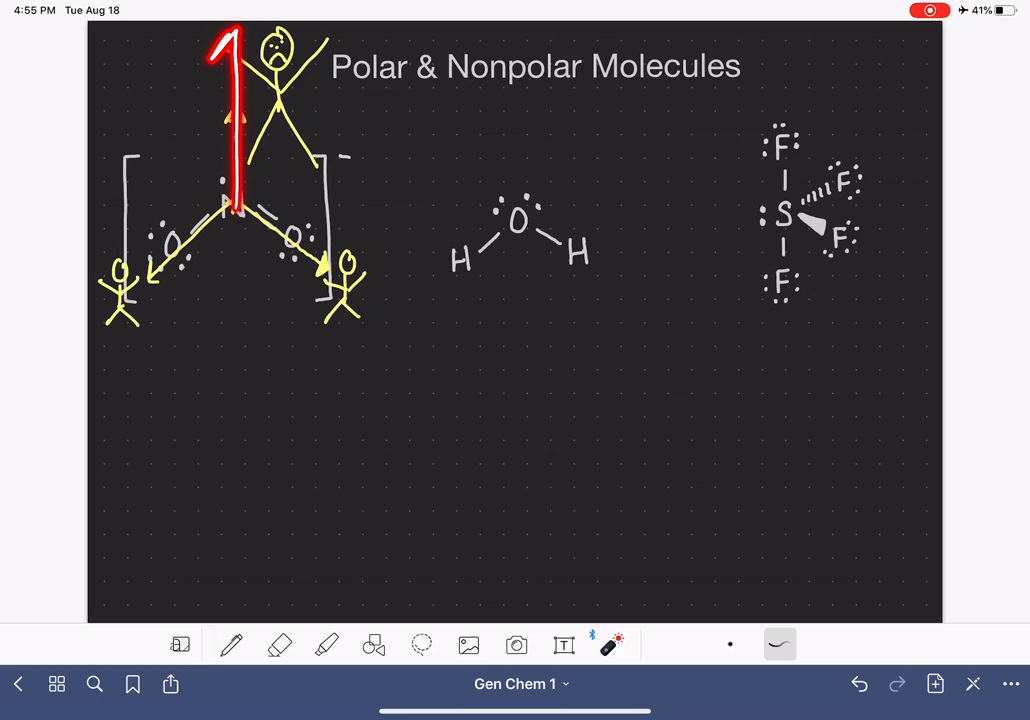 4:55 PM Tue Aug 18
41%
Polar & Nonpolar Molecules
N
O O
-
O
H H
F
F
S
F
F
T
Gen Chem 1